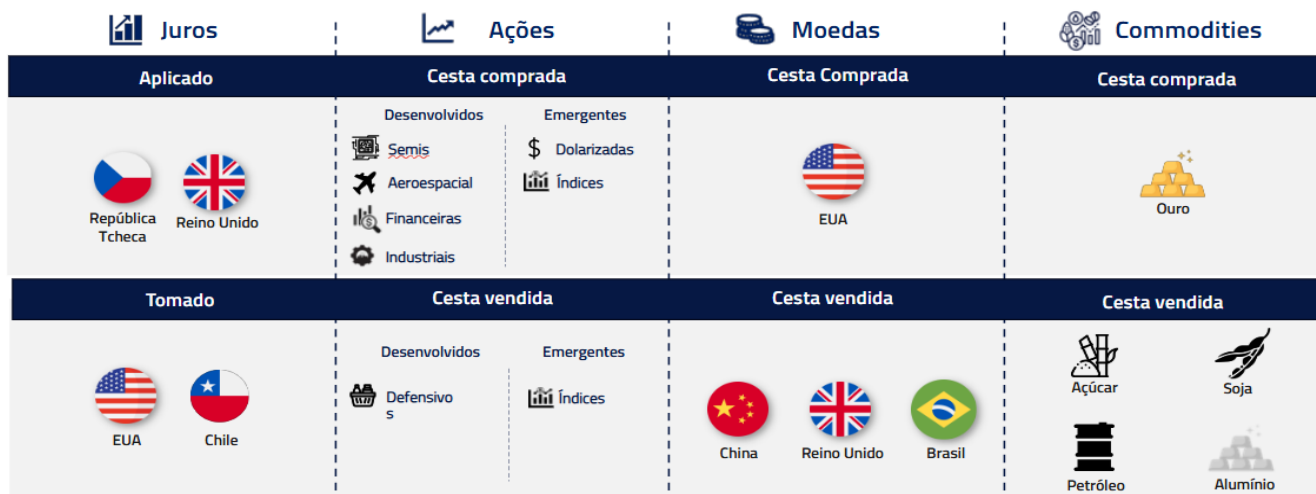 Juros
Ações
Moedas
Commodities
Aplicado
Cesta comprada
Cesta Comprada
Cesta comprada
República
Tcheca
Reino Unido
Desenvolvidos
Emergentes
Semis
$ Dolarizadas
Aeroespacial
Índices
Financeiras
Industriais
EUA
Ouro
Tomado
Cesta vendida
Cesta vendida
Cesta vendida
EUA
Chile
Desenvolvidos
Emergentes
Defensivo
s
Índices
China
Reino Unido
Brasil
Açúcar
Soja
Petróleo
Alumínio